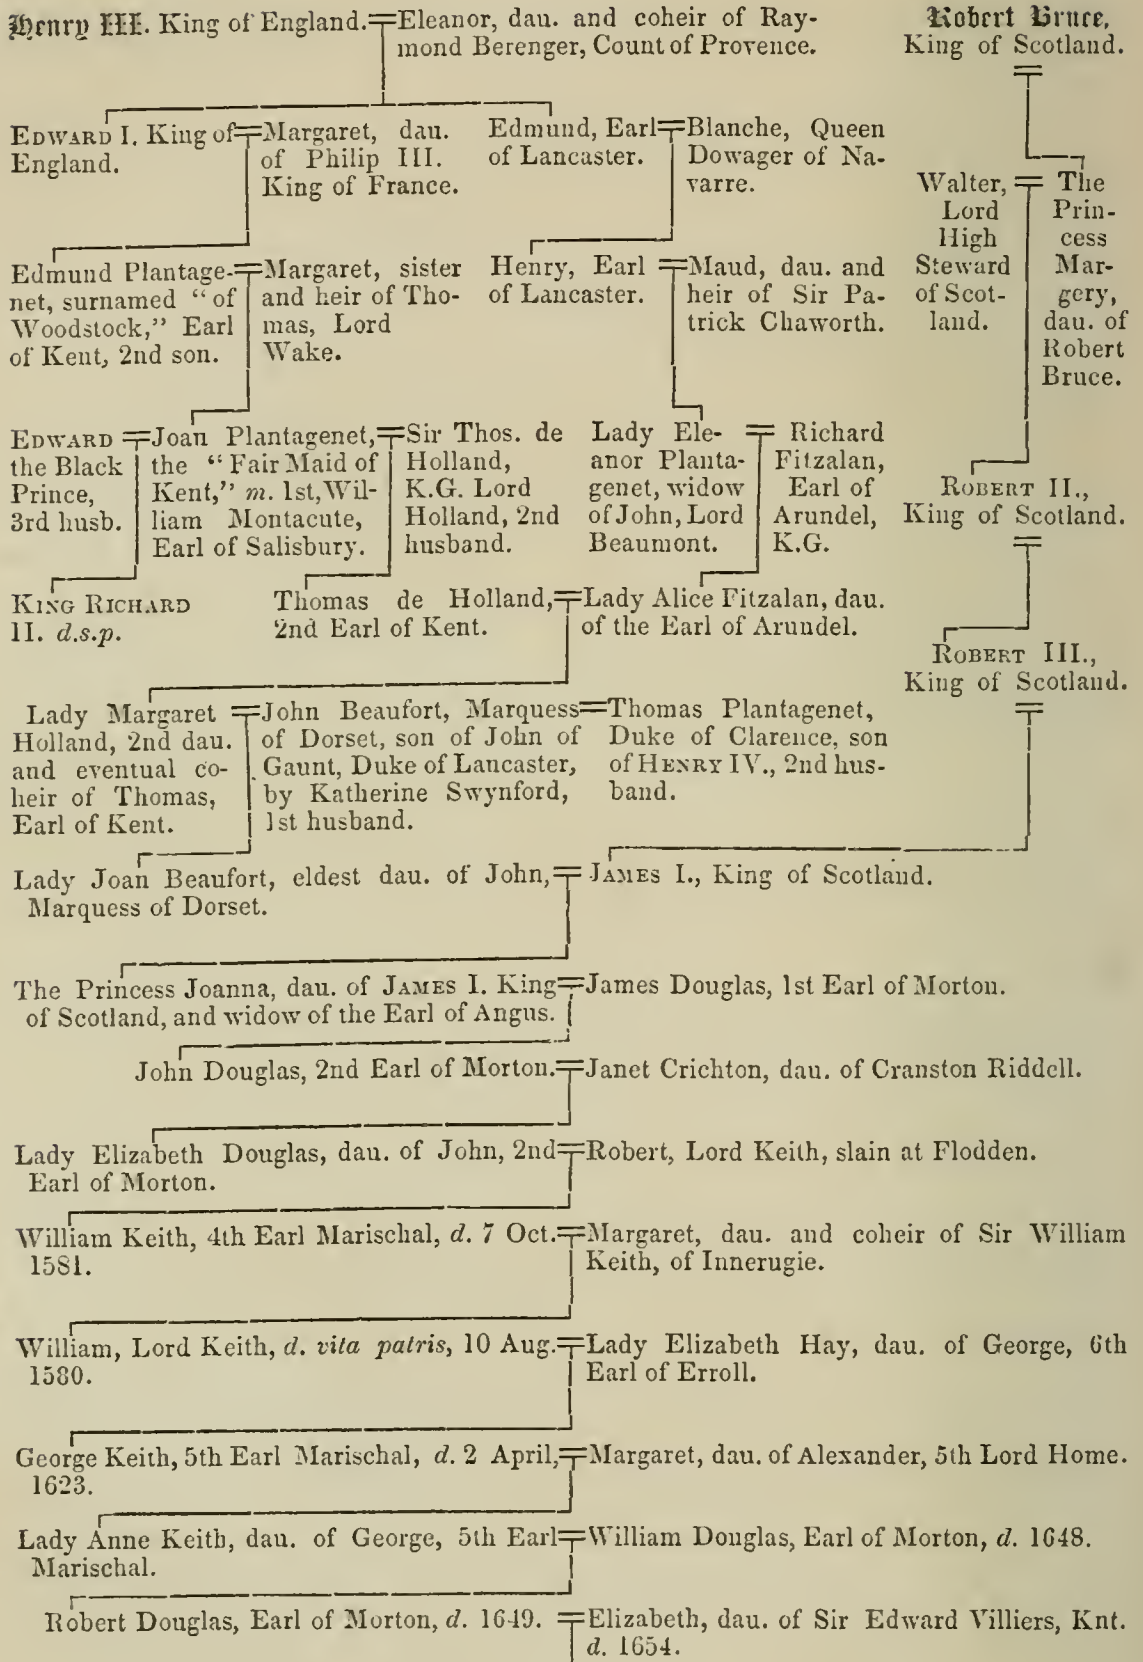 Henry III. King of England. = Eleanor, dau. and coheir of Ray-
mond Berenger, Count of Provence.
Robert Bruce,
King of Scotland.
EDWARD I. King of
England.
Margaret, dau.
of Philip III.
King of France.
Edmund, Earl
of Lancaster.
Blanche, Queen
Dowager of Na-
varre.
Walter,
Lord
High
Steward
of Scot-
land.
The
Prin-
cess
Mar-
gery,
dau. of
Robert
Bruce.
Edmund Plantage-
net, surnamed “of
Woodstock,” Earl
of Kent, 2nd son.
Margaret, sister
and heir of Tho-
mas, Lord
Wake.
Henry, Earl
of Lancaster.
Maud, dau. and
heir of Sir Pa-
trick Chaworth.
EDWARD
the Black
Prince,
3rd husb.
Joan Plantagenet,
the “Fair Maid of
Kent,” m. 1st, Wil-
liam Montacute,
Earl of Salisbury.
Sir Thos. de
Holland,
K.G. Lord
Holland, 2nd
husband.
Lady Ele-
anor Planta-
genet, widow
of John, Lord
Beaumont.
Richard
Fitzalan,
Earl of
Arundel,
K.G.
ROBERT II.,
King of Scotland.
KING RICHARD
II. d.s.p.
Thomas de Holland,
2nd Earl of Kent.
Lady Alice Fitzalan, dau.
of the Earl of Arundel.
ROBERT III.,
King of Scotland.
Lady Margaret
Holland, 2nd dau.
and eventual co-
heir of Thomas,
Earl of Kent.
John Beaufort, Marquess
of Dorset, son of John of
Gaunt, Duke of Lancaster,
by Katherine Swynford,
1st husband.
Thomas Plantagenet,
Duke of Clarence, son
of HENRY IV., 2nd hus-
band.
Lady Joan Beaufort, eldest dau. of John,
Marquess of Dorset.
JAMES I., King of Scotland.
The Princess Joanna, dau. of JAMES I. King
of Scotland, and widow of the Earl of Angus.
James Douglas, 1st Earl of Morton.
John Douglas, 2nd Earl of Morton. = Janet Crichton, dau. of Cranston Riddell.
Lady Elizabeth Douglas, dau. of John, 2nd
Earl of Morton.
Robert, Lord Keith, slain at Flodden.
William Keith, 4th Earl Marischal, d. 7 Oct.
1581.
Margaret, dau. and coheir of Sir William
Keith, of Innerugie.
William, Lord Keith, d. vita patris, 10 Aug.
1580.
Lady Elizabeth Hay, dau. of George, 6th
Earl of Erroll.
George Keith, 5th Earl Marischal, d. 2 April,
1623.
Margaret, dau. of Alexander, 5th Lord Home.
Lady Anne Keith, dau. of George, 5th Earl
Marischal.
William Douglas, Earl of Morton, d. 1648.
Robert Douglas, Earl of Morton, d. 1649. = Elizabeth, dau. of Sir Edward Villiers, Knt.
d. 1654.